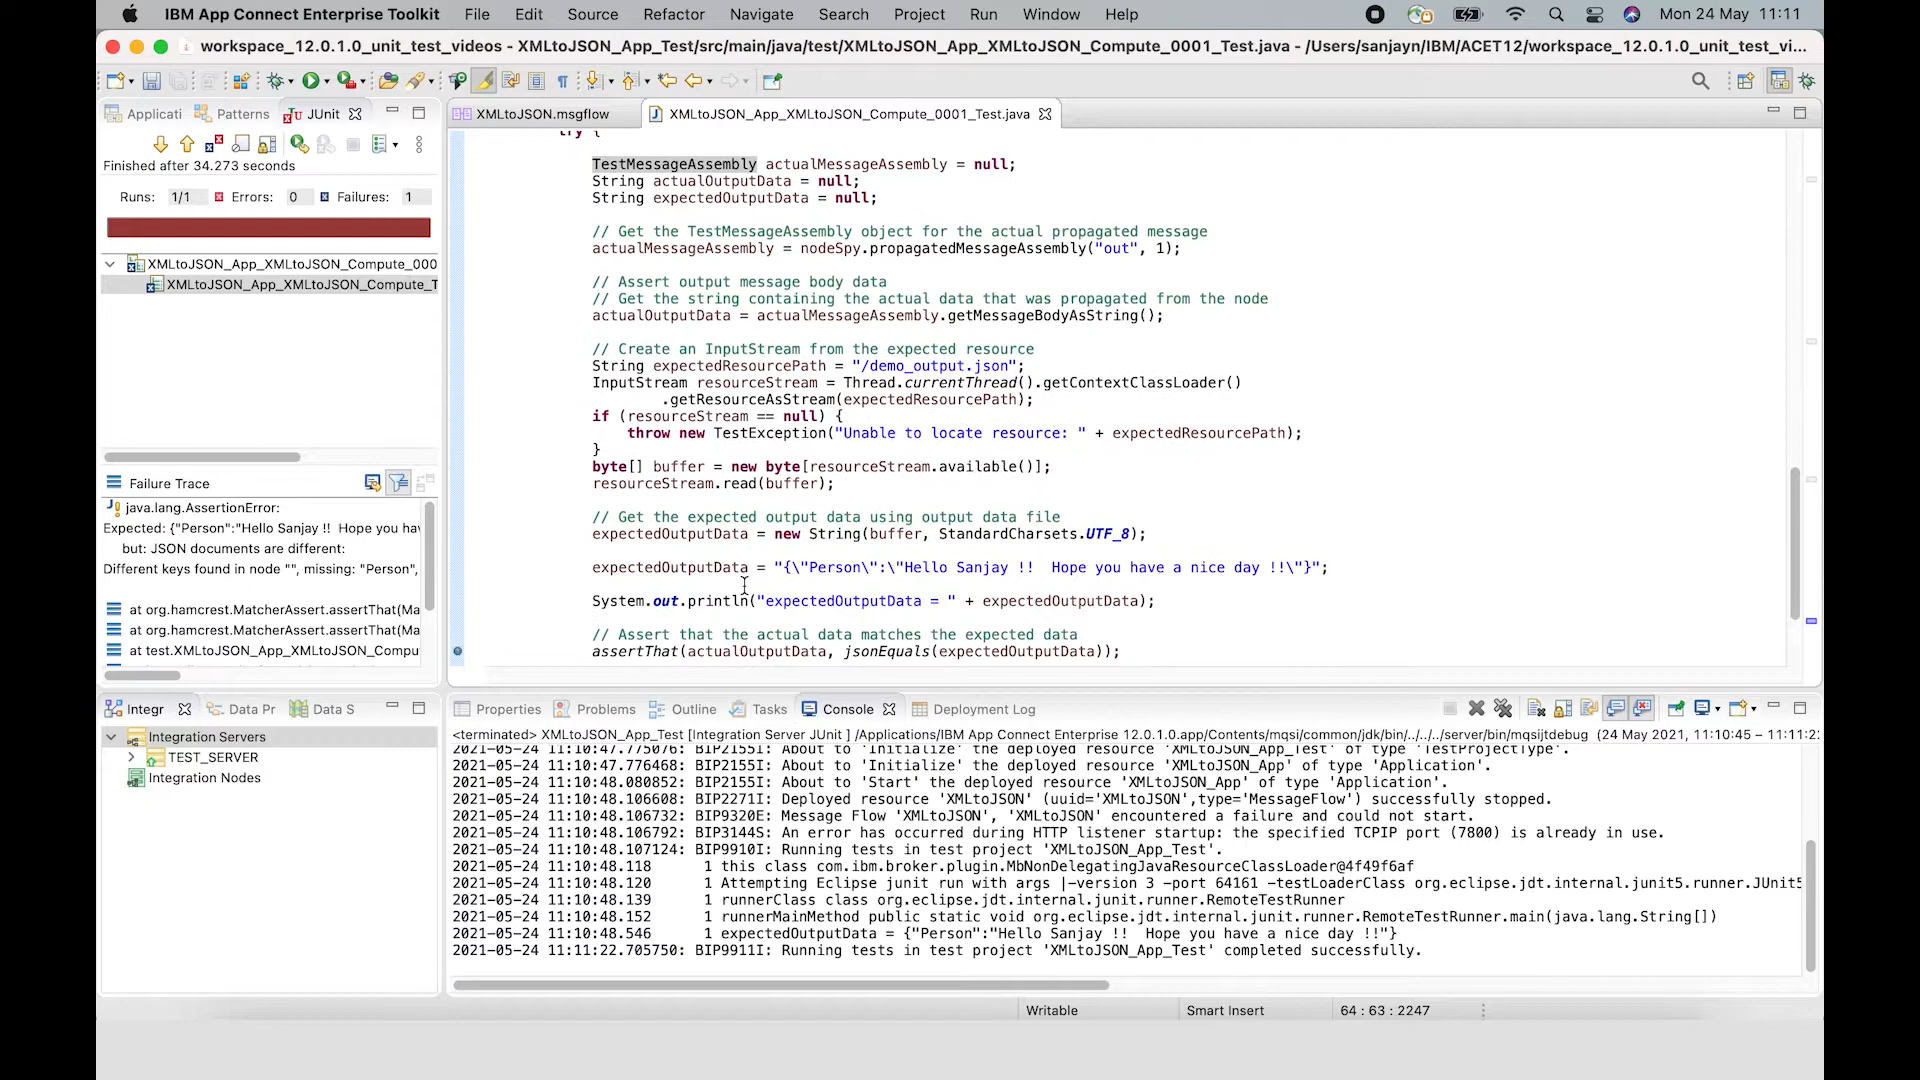 IBM App Connect Enterprise Toolkit File Edit Source Refactor Navigate Search Project Run Window Help Mon 24 May 11:11
workspace_12.0.1.0_unit_test_videos - XMLtoJSON_App_Test/src/main/java/test/XMLtoJSON_App_XMLtoJSON_Compute_0001_Test.java - /Users/sanjayn/IBM/ACET12/workspace_12.0.1.0_unit_test_vi...
Applicati Patterns JUnit
XMLtoJSON.msgflow XMLtoJSON_App_XMLtoJSON_Compute_0001_Test.java
Finished after 34.273 seconds
Runs: 1/1 Errors: 0 Failures: 1
XMLtoJSON_App_XMLtoJSON_Compute_000
XMLtoJSON_App_XMLtoJSON_Compute_T
Failure Trace
java.lang.AssertionError:
Expected: {"Person":"Hello Sanjay !! Hope you hav
but: JSON documents are different:
Different keys found in node "", missing: "Person",
at org.hamcrest.MatcherAssert.assertThat(Ma
at org.hamcrest.MatcherAssert.assertThat(Ma
at test.XMLtoJSON_App_XMLtoJSON_Compu
try {
TestMessageAssembly actualMessageAssembly = null;
String actualOutputData = null;
String expectedOutputData = null;
// Get the TestMessageAssembly object for the actual propagated message
actualMessageAssembly = nodeSpy.propagatedMessageAssembly("out", 1);
// Assert output message body data
// Get the string containing the actual data that was propagated from the node
actualOutputData = actualMessageAssembly.getMessageBodyAsString();
// Create an InputStream from the expected resource
String expectedResourcePath = "/demo_output.json";
InputStream resourceStream = Thread.currentThread().getContextClassLoader()
.getResourceAsStream(expectedResourcePath);
if (resourceStream == null) {
throw new TestException("Unable to locate resource: " + expectedResourcePath);
}
byte[] buffer = new byte[resourceStream.available()];
resourceStream.read(buffer);
// Get the expected output data using output data file
expectedOutputData = new String(buffer, StandardCharsets.UTF_8);
expectedOutputData = "{\"Person\":\"Hello Sanjay !!  Hope you have a nice day !!\"}";
System.out.println("expectedOutputData = " + expectedOutputData);
// Assert that the actual data matches the expected data
assertThat(actualOutputData, jsonEquals(expectedOutputData));
Integr Data Pr Data S
Integration Servers
TEST_SERVER
Integration Nodes
Properties Problems Outline Tasks Console Deployment Log
<terminated> XMLtoJSON_App_Test [Integration Server JUnit ] /Applications/IBM App Connect Enterprise 12.0.1.0.app/Contents/mqsi/common/jdk/bin/../../../server/bin/mqsijtdebug (24 May 2021, 11:10:45 – 11:11:2
2021-05-24 11:10:47.775076: BIP2155I: About to 'Initialize' the deployed resource 'XMLtoJSON_App_Test' of type 'TestProjectType'.
2021-05-24 11:10:47.776468: BIP2155I: About to 'Initialize' the deployed resource 'XMLtoJSON_App' of type 'Application'.
2021-05-24 11:10:48.080852: BIP2155I: About to 'Start' the deployed resource 'XMLtoJSON_App' of type 'Application'.
2021-05-24 11:10:48.106608: BIP2271I: Deployed resource 'XMLtoJSON' (uuid='XMLtoJSON',type='MessageFlow') successfully stopped.
2021-05-24 11:10:48.106732: BIP9320E: Message Flow 'XMLtoJSON', 'XMLtoJSON' encountered a failure and could not start.
2021-05-24 11:10:48.106792: BIP3144S: An error has occurred during HTTP listener startup: the specified TCPIP port (7800) is already in use.
2021-05-24 11:10:48.107124: BIP9910I: Running tests in test project 'XMLtoJSON_App_Test'.
2021-05-24 11:10:48.118 1 this class com.ibm.broker.plugin.MbNonDelegatingJavaResourceClassLoader@4f49f6af
2021-05-24 11:10:48.120 1 Attempting Eclipse junit run with args |-version 3 -port 64161 -testLoaderClass org.eclipse.jdt.internal.junit5.runner.JUnit5
2021-05-24 11:10:48.139 1 runnerClass class org.eclipse.jdt.internal.junit.runner.RemoteTestRunner
2021-05-24 11:10:48.152 1 runnerMainMethod public static void org.eclipse.jdt.internal.junit.runner.RemoteTestRunner.main(java.lang.String[])
2021-05-24 11:10:48.546 1 expectedOutputData = {"Person":"Hello Sanjay !!  Hope you have a nice day !!"}
2021-05-24 11:11:22.705750: BIP9911I: Running tests in test project 'XMLtoJSON_App_Test' completed successfully.
Writable Smart Insert 64 : 63 : 2247